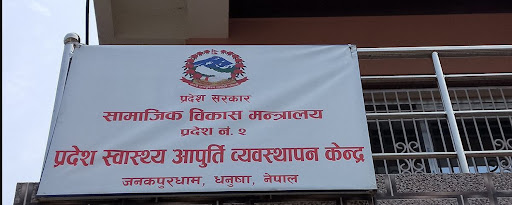 प्रदेश सरकार
सामाजिक विकास मन्त्रालय
प्रदेश नं. २
प्रदेश स्वास्थ्य आपुर्ति व्यवस्थापन केन्द्र
जनकपुरधाम, धनुषा, नेपाल